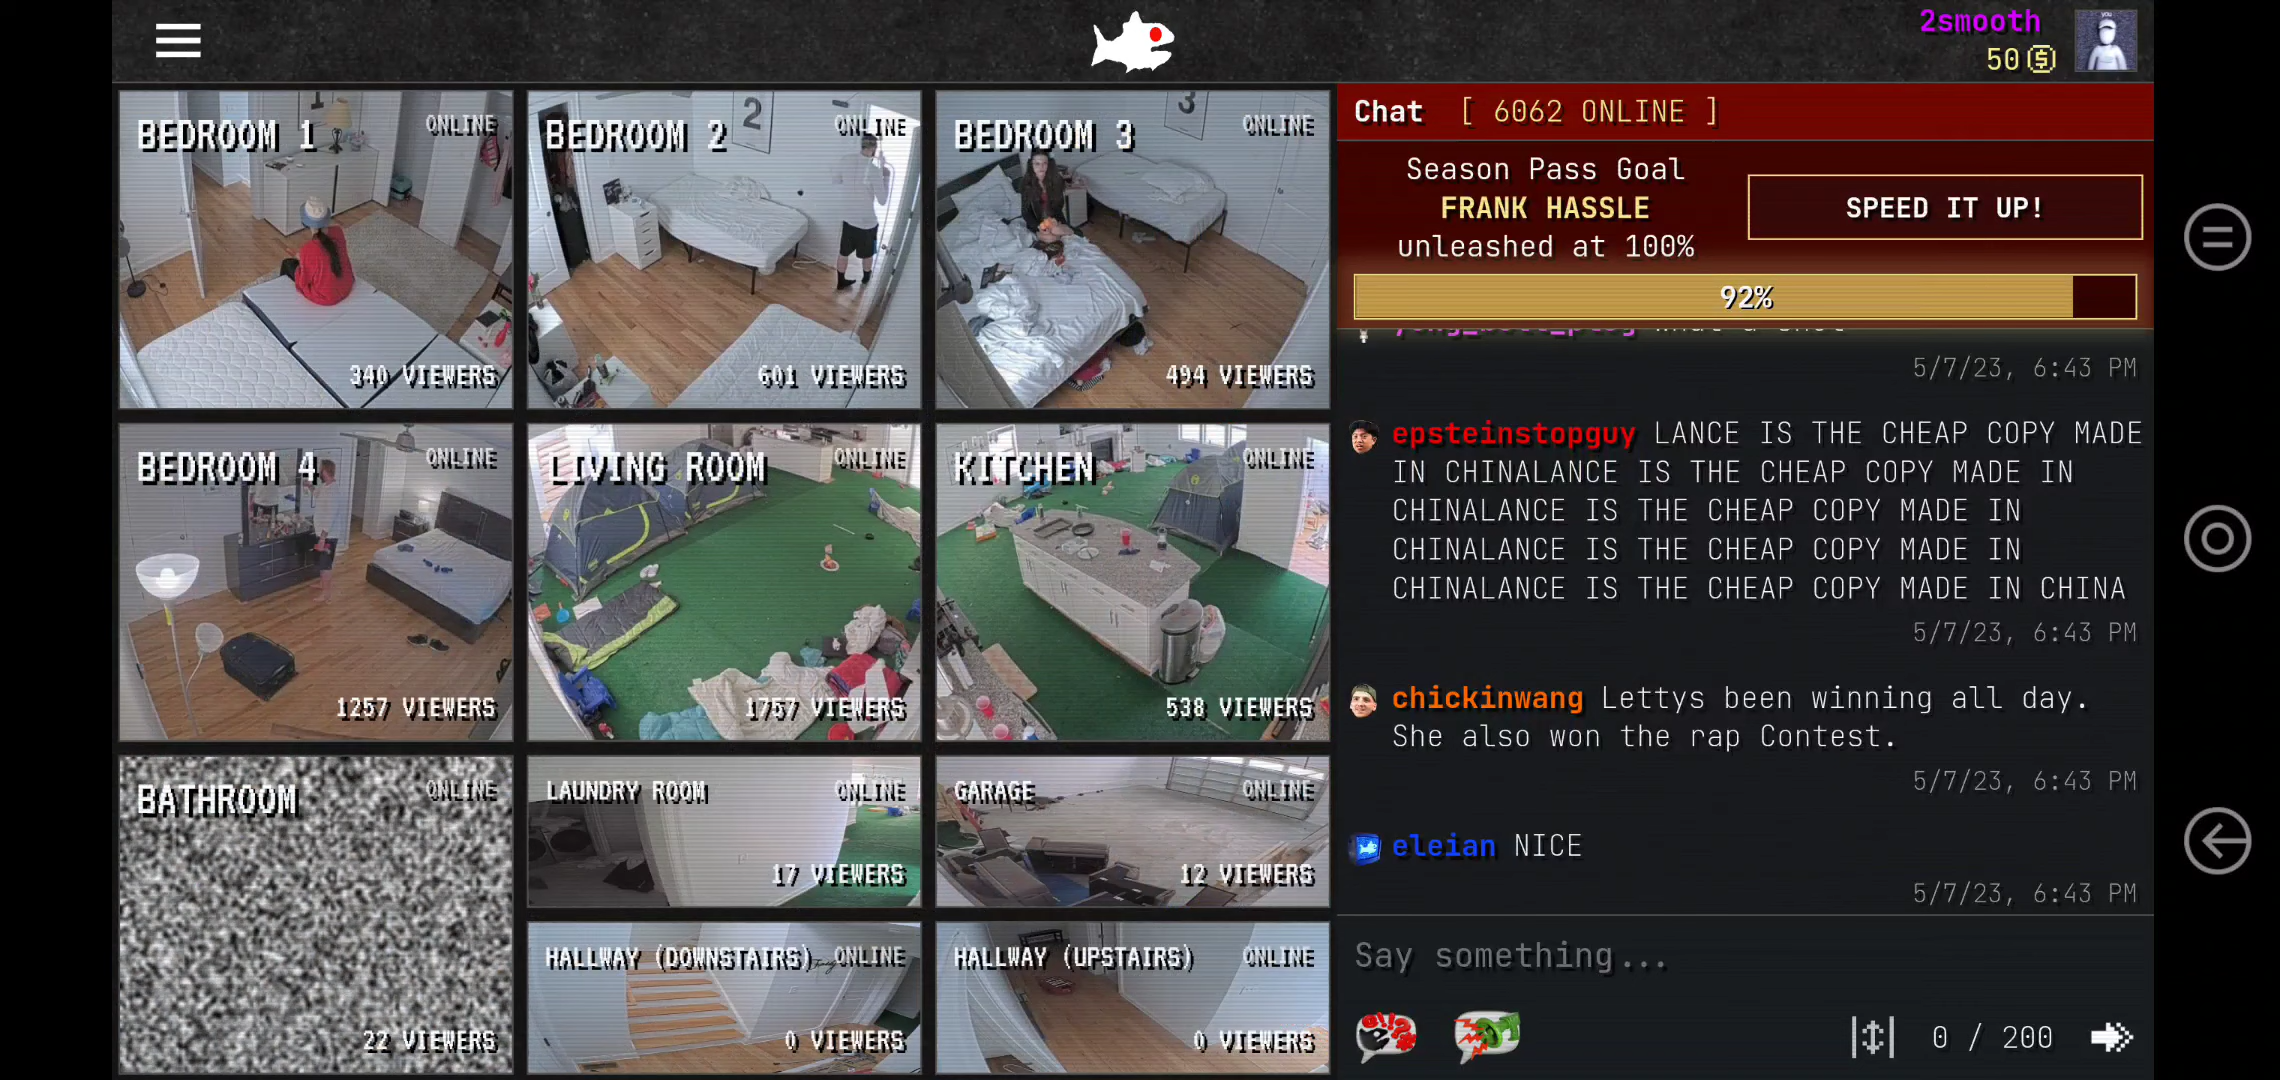 2smooth
50
BEDROOM 1
ONLINE
340 VIEWERS
BEDROOM 2
2
ONLINE
601 VIEWERS
BEDROOM 3
3
ONLINE
494 VIEWERS
BEDROOM 4
ONLINE
1257 VIEWERS
LIVING ROOM
ONLINE
1757 VIEWERS
KITCHEN
ONLINE
538 VIEWERS
BATHROOM
ONLINE
22 VIEWERS
LAUNDRY ROOM
ONLINE
17 VIEWERS
GARAGE
ONLINE
12 VIEWERS
HALLWAY (DOWNSTAIRS)
ONLINE
0 VIEWERS
HALLWAY (UPSTAIRS)
ONLINE
0 VIEWERS
Chat [ 6062 ONLINE ]
Season Pass Goal
FRANK HASSLE
unleashed at 100%
SPEED IT UP!
92%
5/7/23, 6:43 PM
epsteinstopguy LANCE IS THE CHEAP COPY MADE
IN CHINALANCE IS THE CHEAP COPY MADE IN
CHINALANCE IS THE CHEAP COPY MADE IN
CHINALANCE IS THE CHEAP COPY MADE IN
CHINALANCE IS THE CHEAP COPY MADE IN CHINA
5/7/23, 6:43 PM
chickinwang Lettys been winning all day.
She also won the rap Contest.
5/7/23, 6:43 PM
eleian NICE
5/7/23, 6:43 PM
Say something...
0 / 200